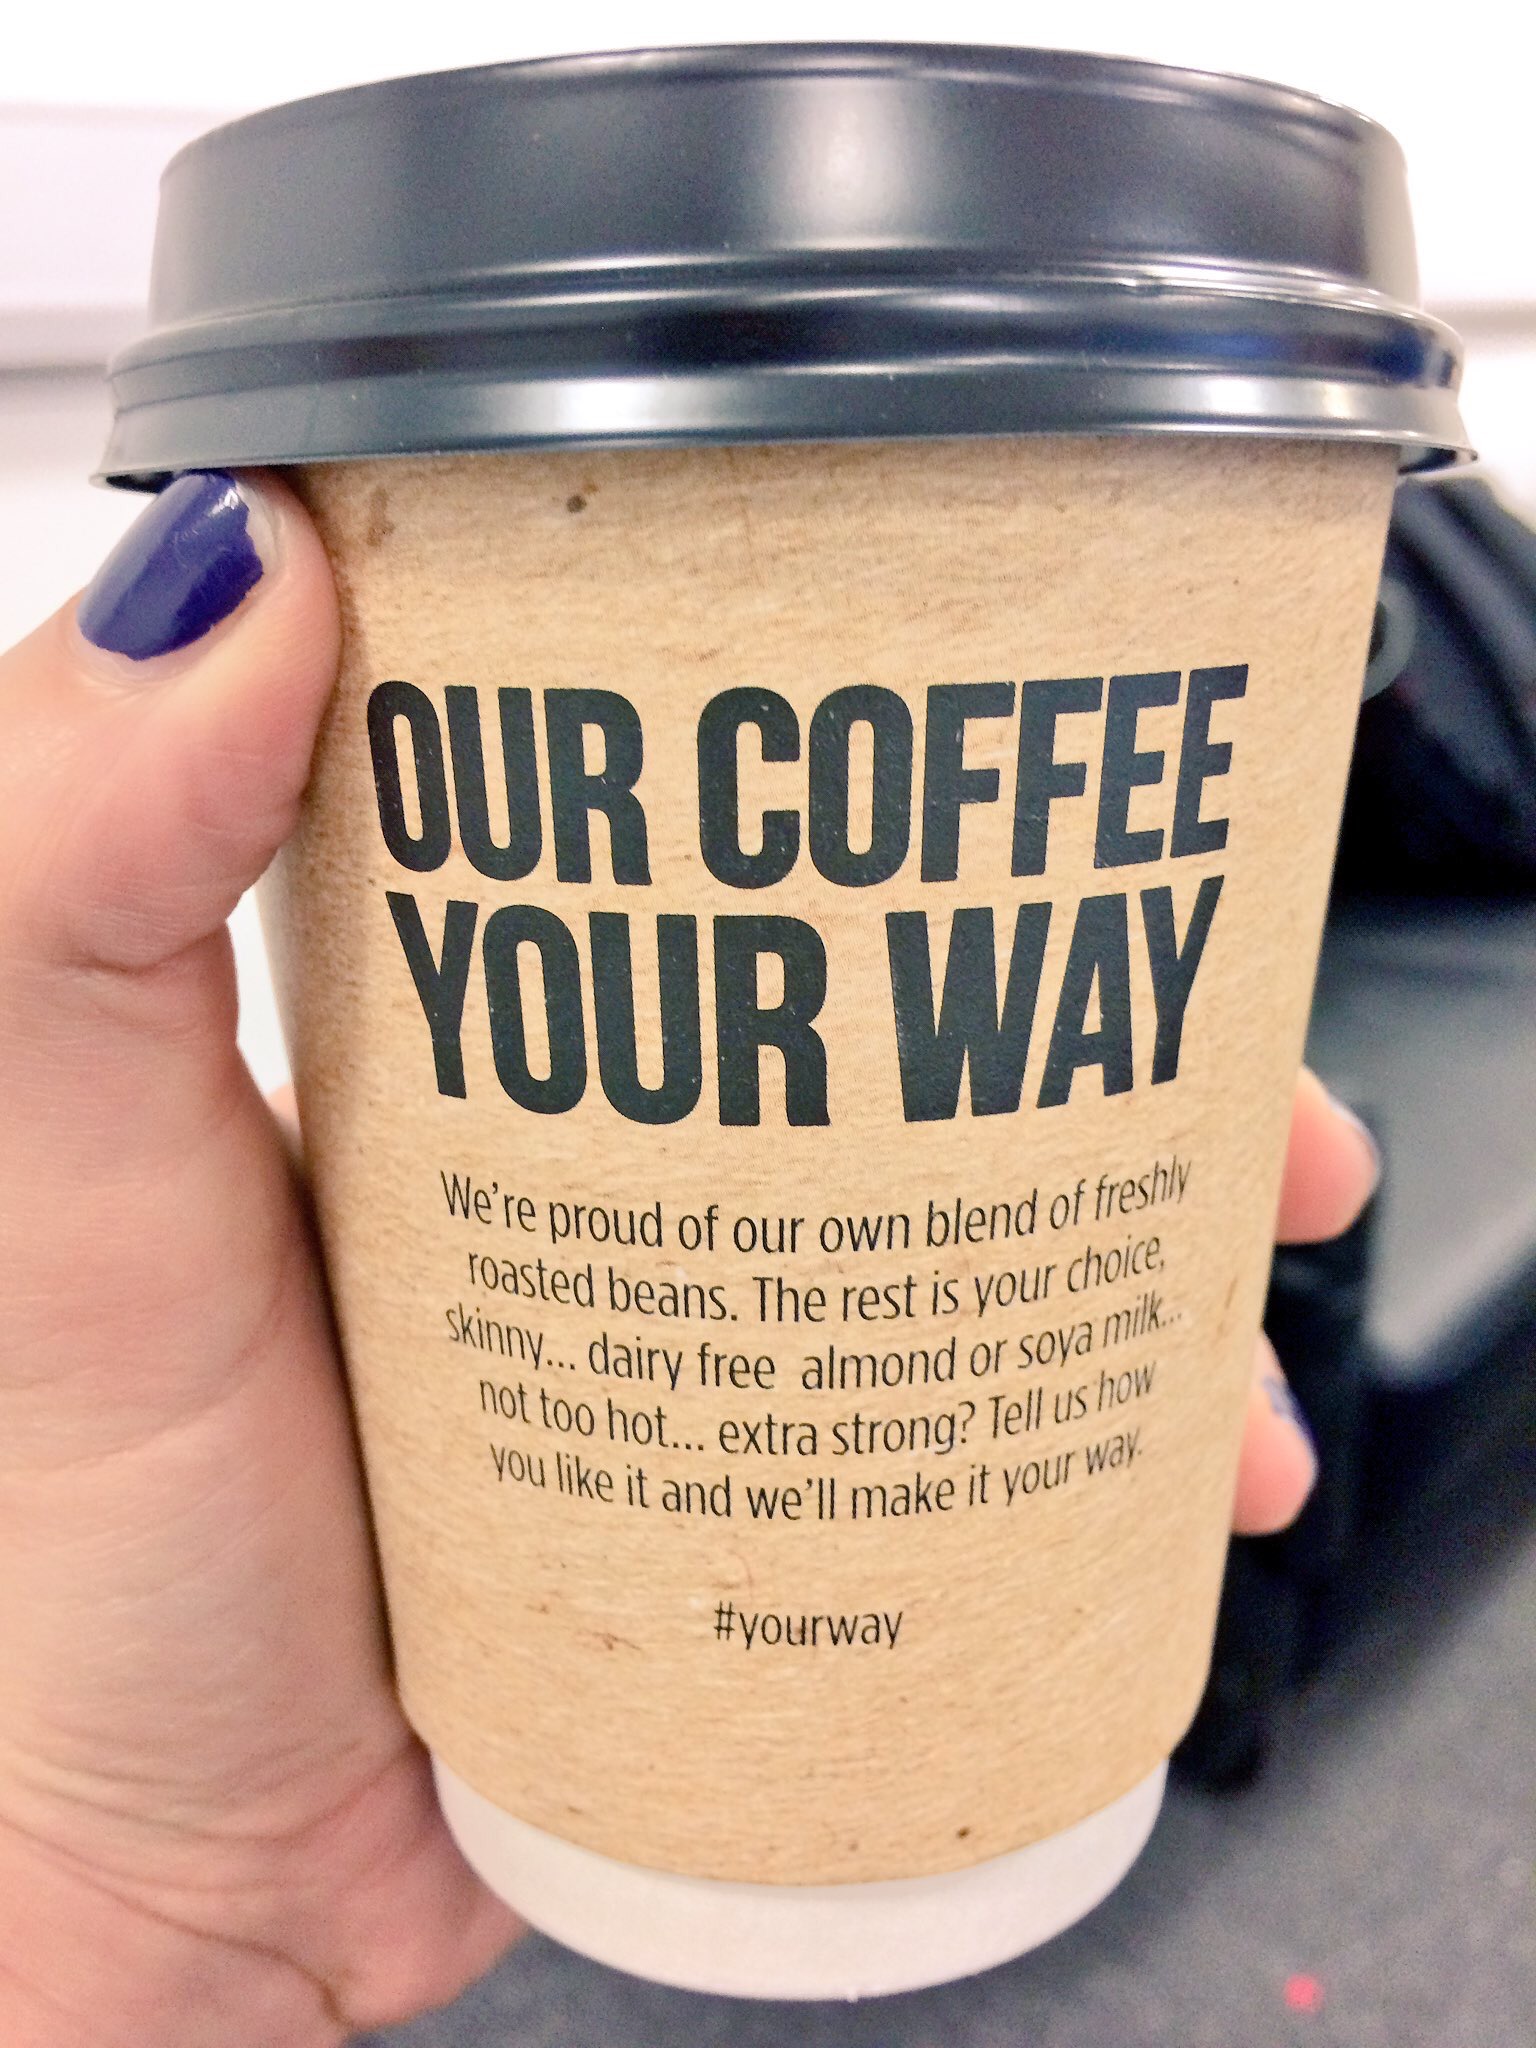 OUR COFFEE
YOUR WAY
We're proud of our own blend of freshly
roasted beans. The rest is your choice,
skinny... dairy free almond or soya milk...
not too hot... extra strong? Tell us how
you like it and we'll make it your way.
#yourway